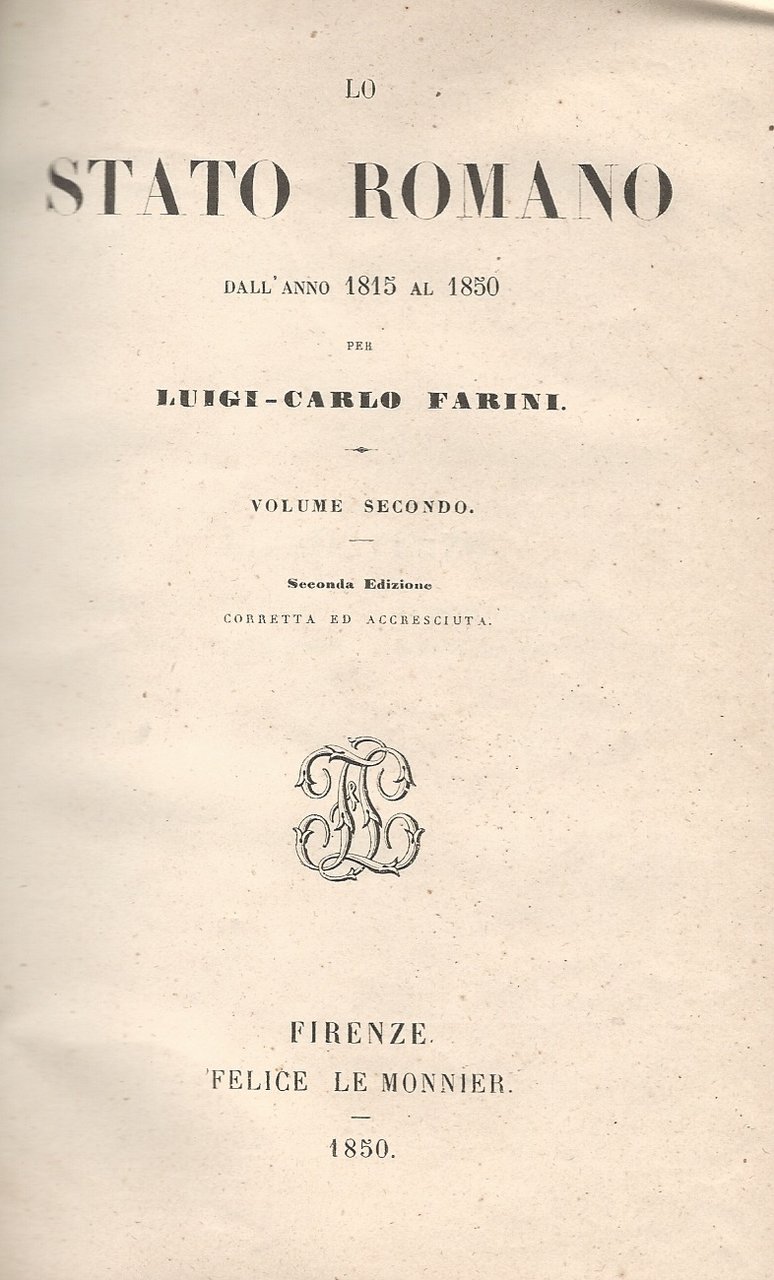 LO
STATO ROMANO
DALL'ANNO 1815 AL 1850
PER
LUIGI-CARLO FARINI.
VOLUME SECONDO.
Seconda Edizione
CORRETTA ED ACCRESCIUTA.
FIRENZE.
FELICE LE MONNIER.
1850.